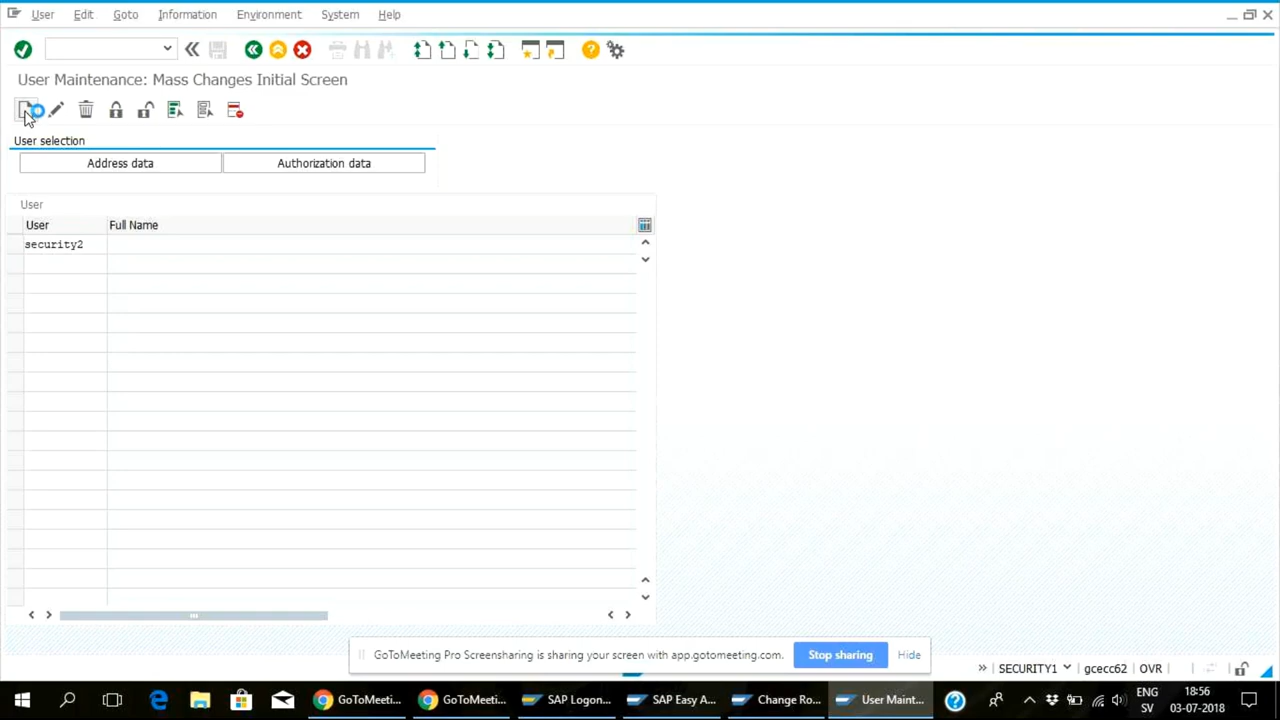 User Edit Goto Information Environment System Help
User Maintenance: Mass Changes Initial Screen
User selection
Address data Authorization data
User
User Full Name
security2
GoToMeeting Pro Screensharing is sharing your screen with app.gotomeeting.com. Stop sharing Hide
SECURITY1 gcecc62 OVR
GoToMeeti... GoToMeeti... SAP Logon... SAP Easy A... Change Ro... User Maint... ENG 18:56
SV 03-07-2018